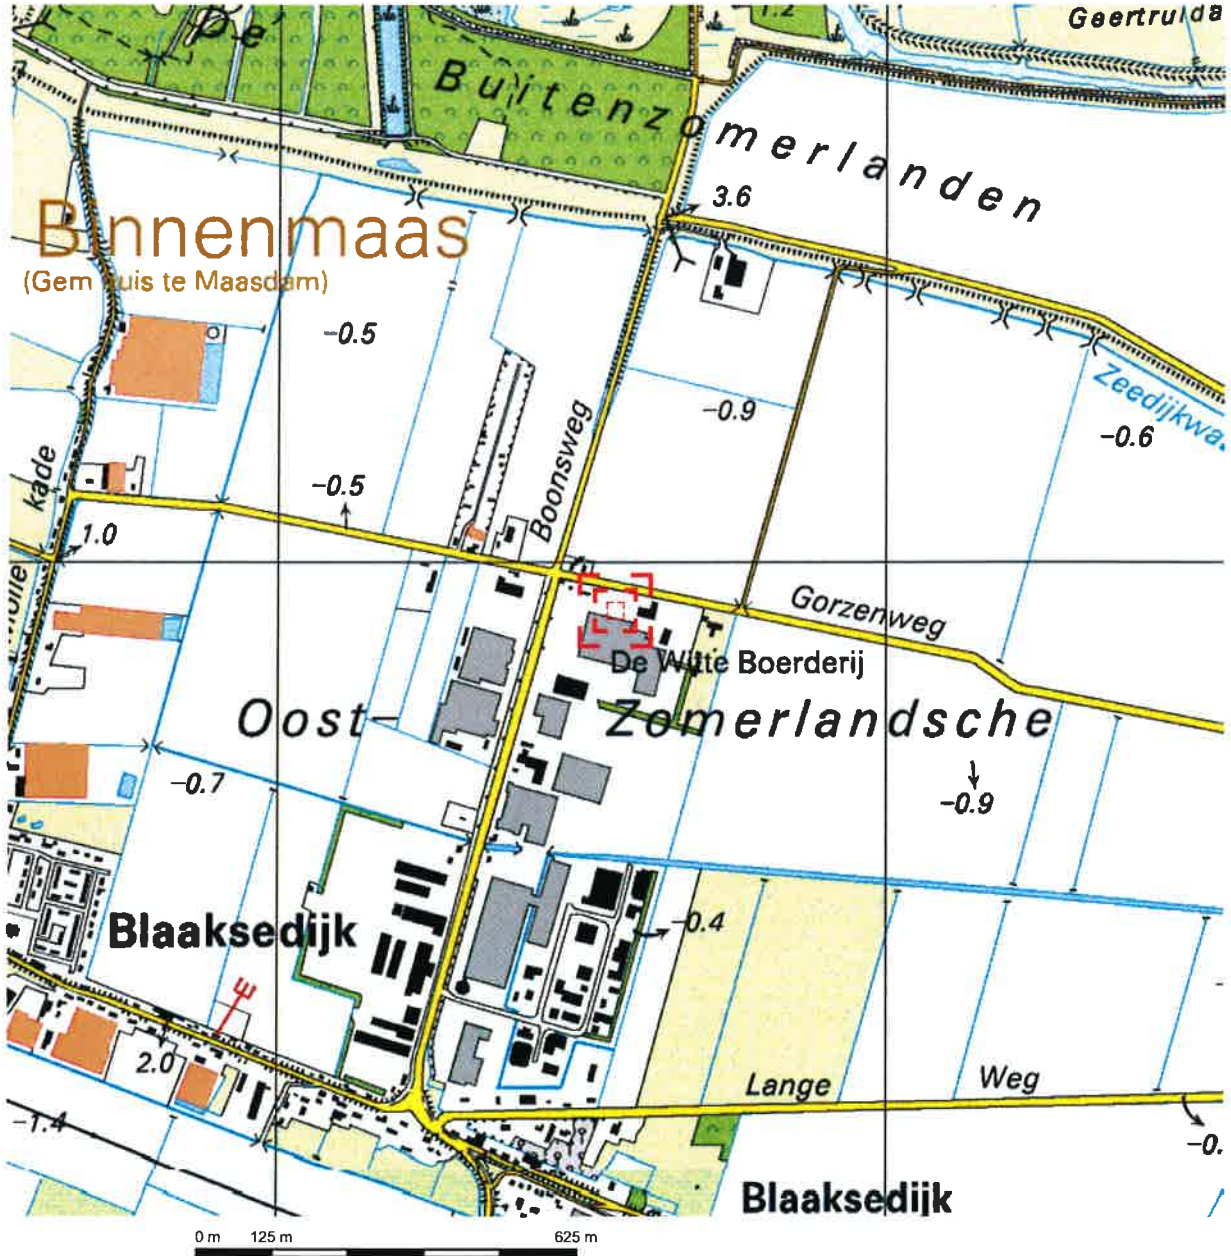 De
Geertruida
1.2
Buitenzomerlanden
3.6
Binnenmaas
(Gem huis te Maasdam)
-0.5
-0.9
Zeedijkwa
-0.6
Boonsweg
kade
-0.5
1.0
Gorzenweg
De Witte Boerderij
Oost-Zomerlandsche
-0.7
-0.9
Blaaksedijk
-0.4
2.0
Lange Weg
-1.4
-0.
Blaaksedijk
0 m 125 m 625 m